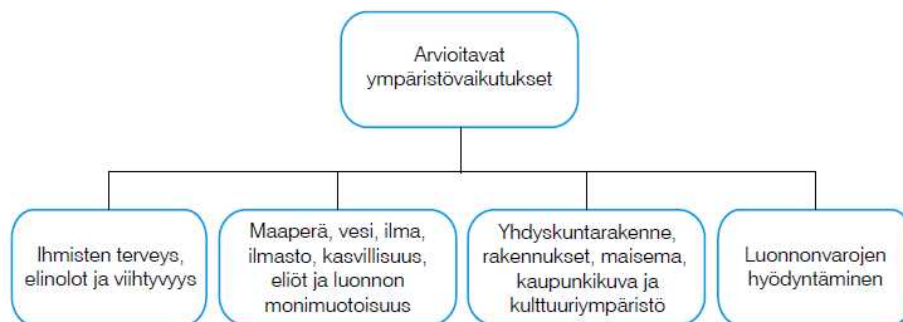 Arvioitavat
ympäristövaikutukset
Ihmisten terveys,
elinolot ja viihtyvyys
Maaperä, vesi, ilma,
ilmasto, kasvillisuus,
eliöt ja luonnon
monimuotoisuus
Yhdyskuntarakenne,
rakennukset, maisema,
kaupunkikuva ja
kulttuuriympäristö
Luonnonvarojen
hyödyntäminen